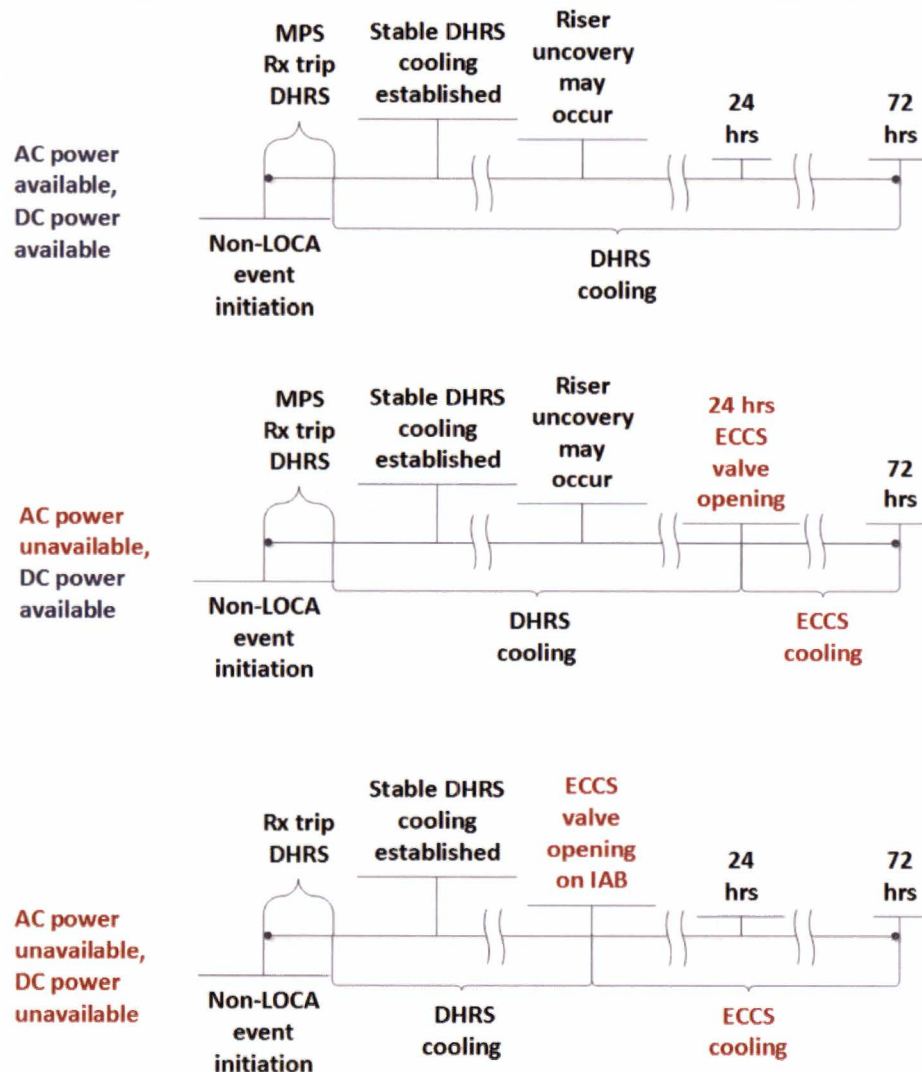 MPS
Rx trip
DHRS
Stable DHRS
cooling
established
Riser
uncovery
may
occur
24
hrs
72
hrs
AC power
available,
DC power
available
Non-LOCA
event
initiation
DHRS
cooling
MPS
Rx trip
DHRS
Stable DHRS
cooling
established
Riser
uncovery
may
occur
24 hrs
ECCS
valve
opening
72
hrs
AC power
unavailable,
DC power
available
Non-LOCA
event
initiation
DHRS
cooling
ECCS
cooling
Rx trip
DHRS
Stable DHRS
cooling
established
ECCS
valve
opening
on IAB
24
hrs
72
hrs
AC power
unavailable,
DC power
unavailable
Non-LOCA
event
initiation
DHRS
cooling
ECCS
cooling